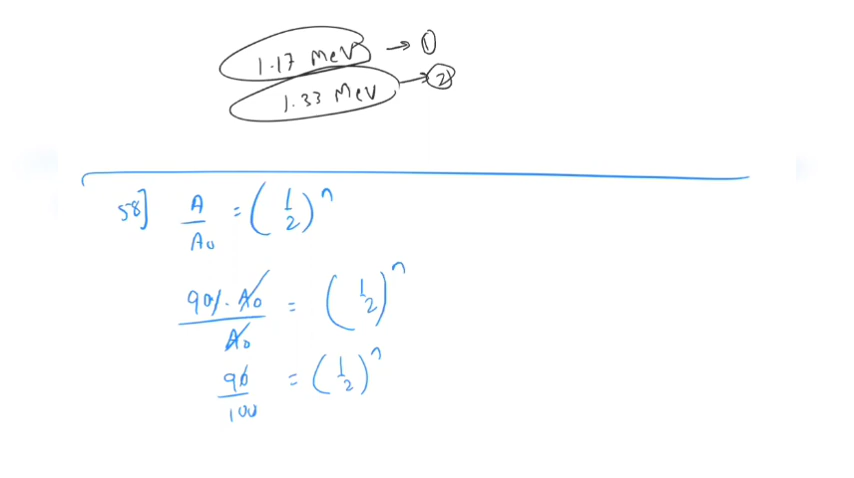 1.17 MeV → ①
1.33 MeV → ②
58] A/A₀ = (1/2)ⁿ
90% A₀/A₀ = (1/2)ⁿ
90/100 = (1/2)ⁿ